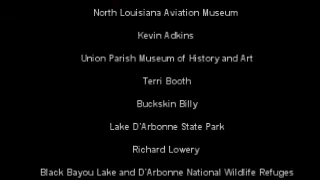 North Louisiana Aviation Museum
Kevin Adkins
Union Parish Museum of History and Art
Terri Booth
Buckskin Billy
Lake D'Arbonne State Park
Richard Lowery
Black Bayou Lake and D'Arbonne National Wildlife Refuges